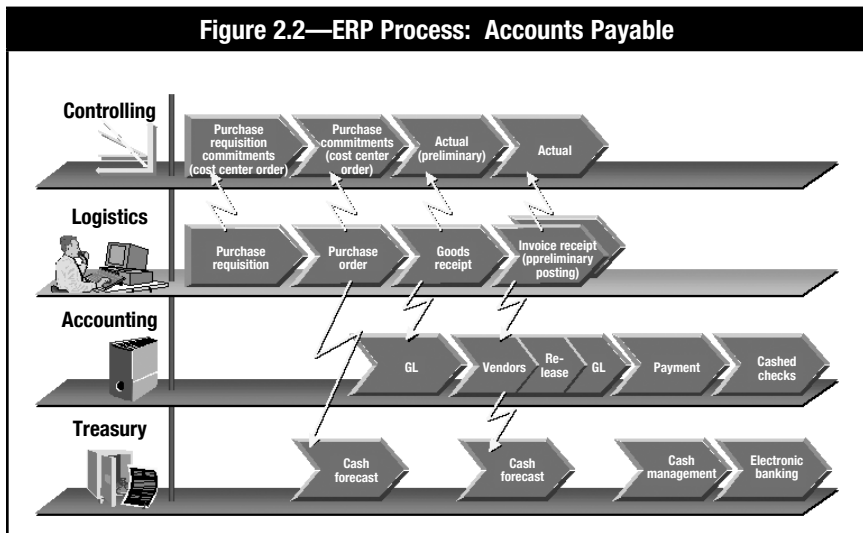 Figure 2.2—ERP Process: Accounts Payable
Controlling
Purchase
requisition
commitments
(cost center order)
Purchase
commitments
(cost center
order)
Actual
(preliminary)
Actual
Logistics
Purchase
requisition
Purchase
order
Goods
receipt
Invoice receipt
(ppreliminary
posting)
Accounting
GL
Vendors
Re-
lease
GL
Payment
Cashed
checks
Treasury
Cash
forecast
Cash
forecast
Cash
management
Electronic
banking